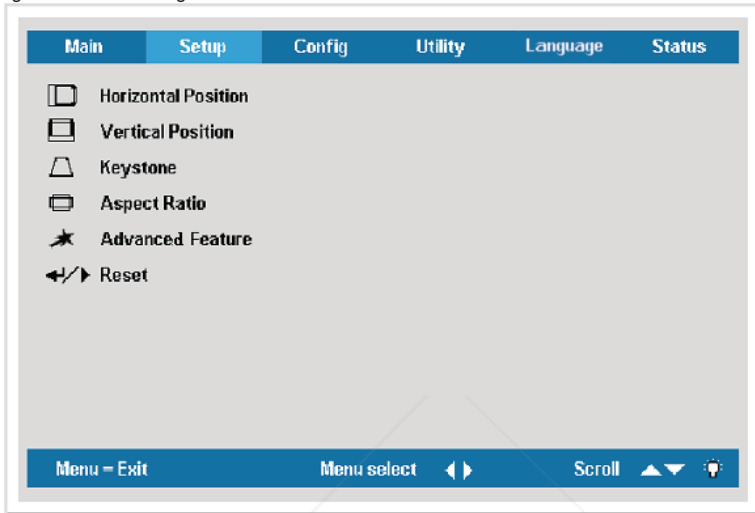 Main Setup Config Utility Language Status
Horizontal Position
Vertical Position
Keystone
Aspect Ratio
Advanced Feature
Reset
Menu = Exit Menu select Scroll